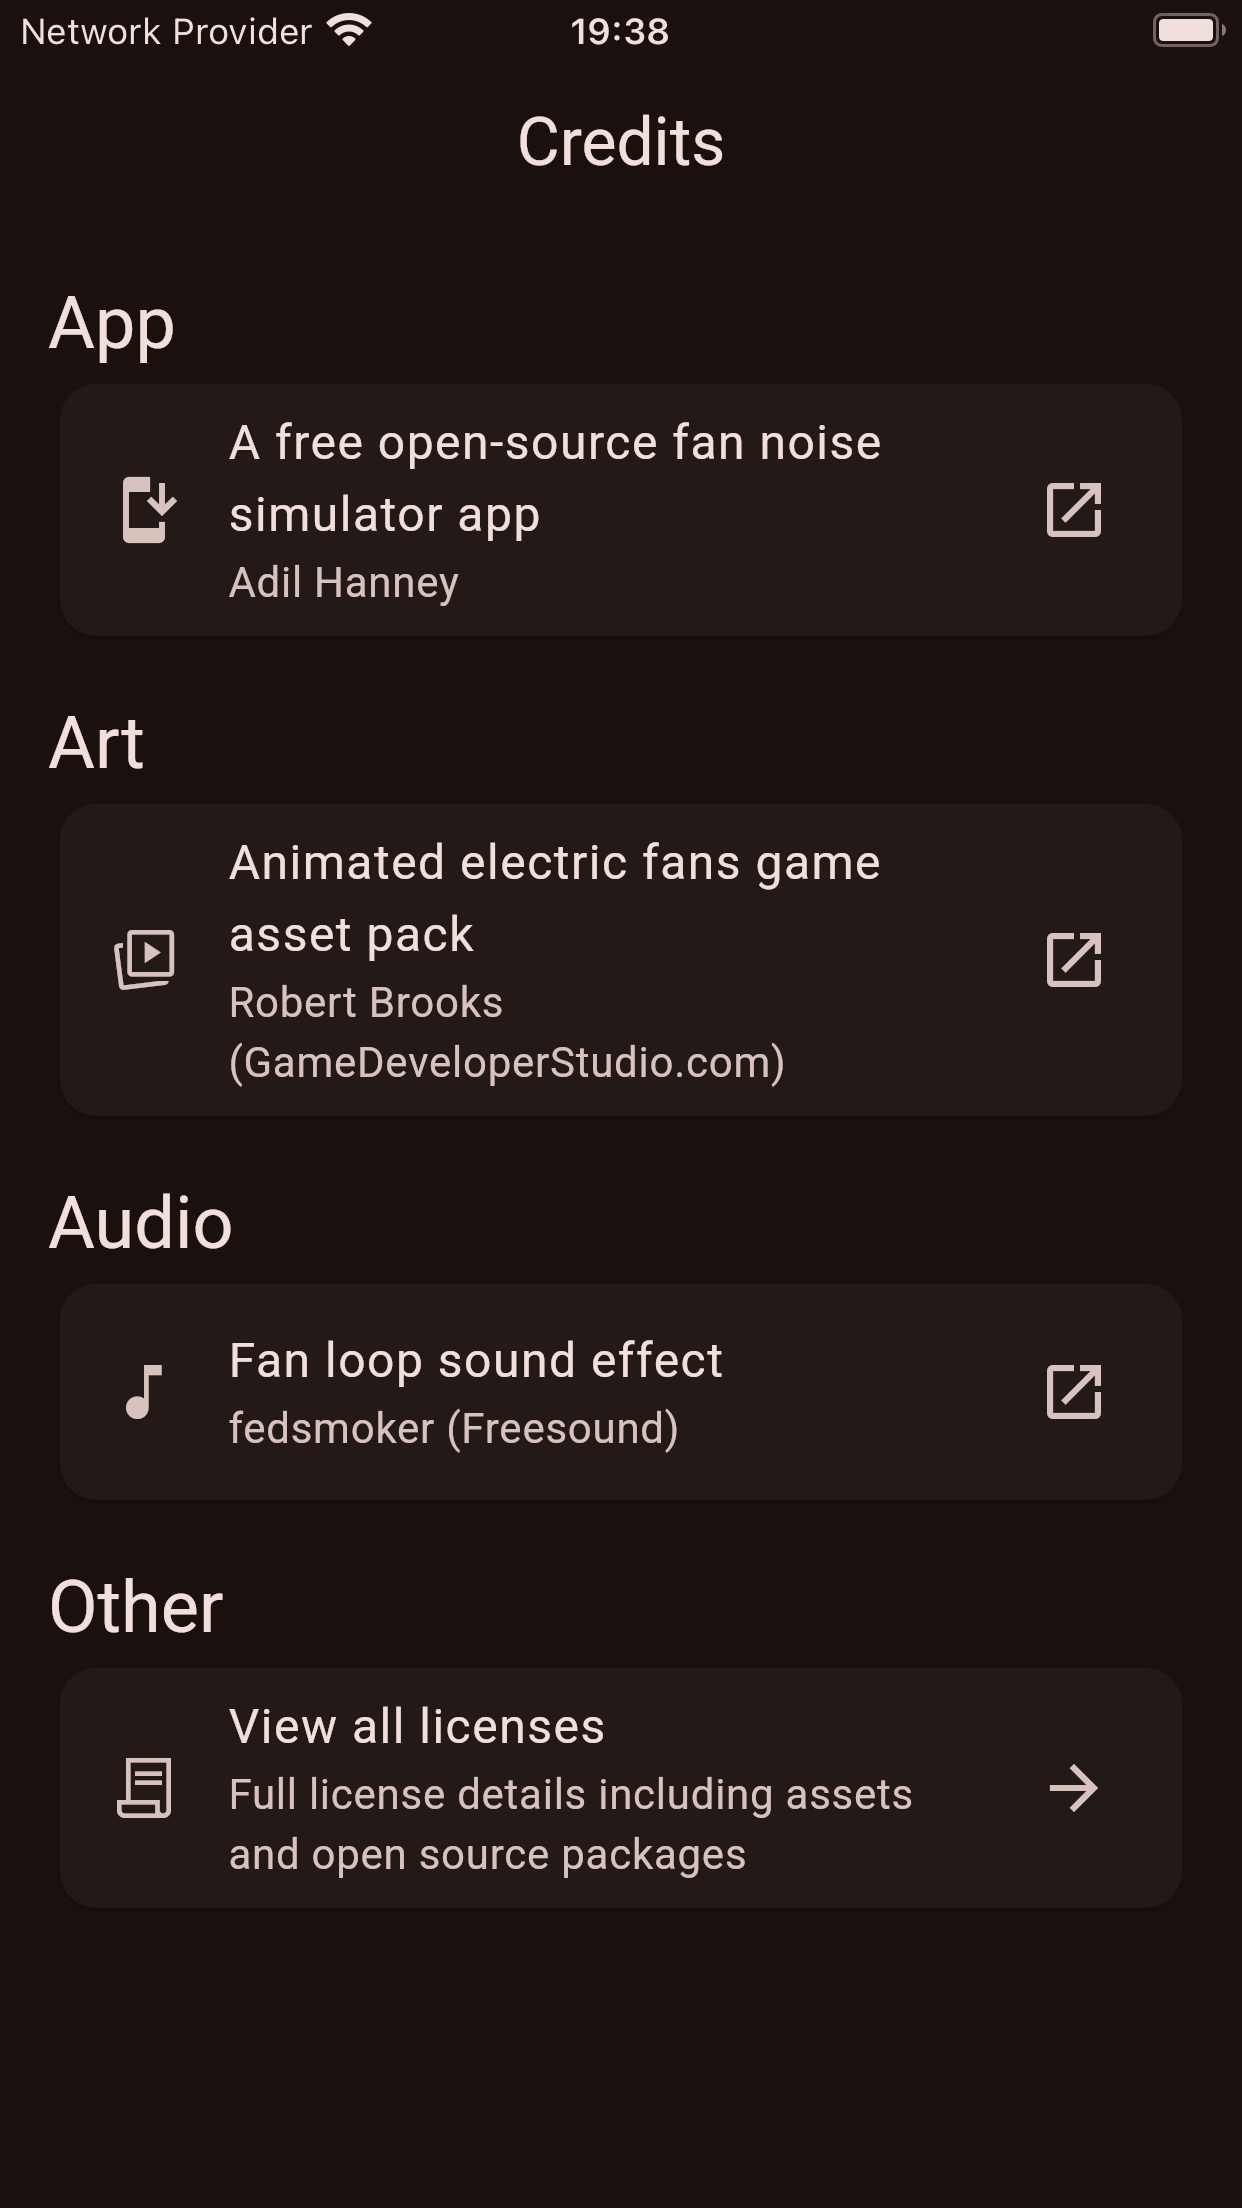 Network Provider 19:38
Credits
App
A free open-source fan noise
simulator app
Adil Hanney
Art
Animated electric fans game
asset pack
Robert Brooks
(GameDeveloperStudio.com)
Audio
Fan loop sound effect
fedsmoker (Freesound)
Other
View all licenses
Full license details including assets
and open source packages